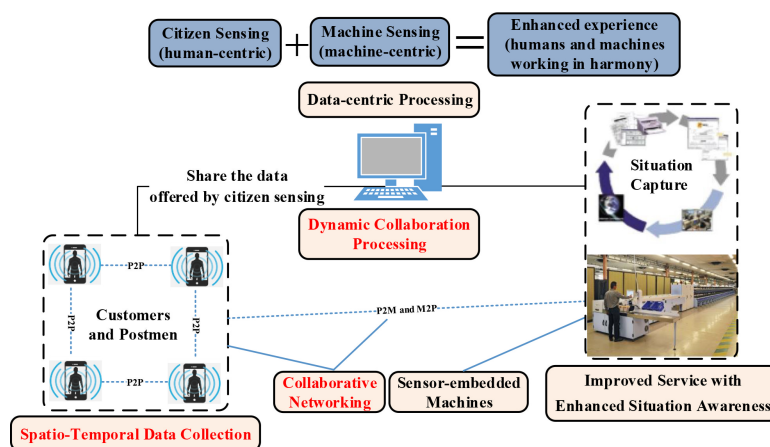 Citizen Sensing
(human-centric)
Machine Sensing
(machine-centric)
Enhanced experience
(humans and machines
working in harmony)
Data-centric Processing
Share the data
offered by citizen sensing
Situation
Capture
Dynamic Collaboration
Processing
P2P
P2P
Customers
and Postmen
P2P
P2P
P2M and M2P
Collaborative
Networking
Sensor-embedded
Machines
Improved Service with
Enhanced Situation Awareness
Spatio-Temporal Data Collection